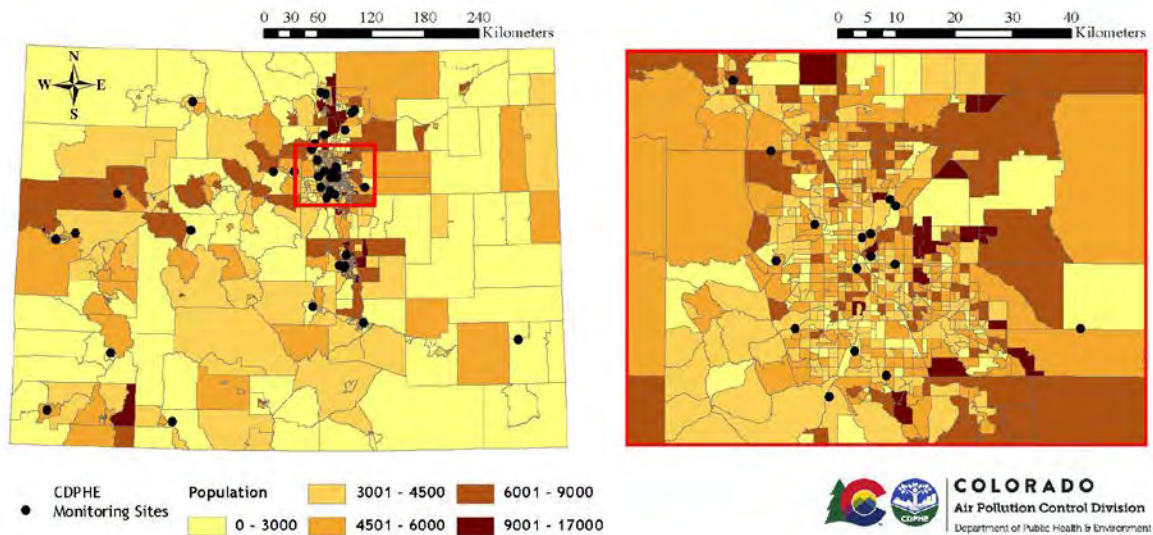 0 30 60 120 180 240
Kilometers
0 5 10 20 30 40
Kilometers
N
W E
S
CDPHE
Monitoring Sites
Population
0 - 3000
3001 - 4500
4501 - 6000
6001 - 9000
9001 - 17000
CDPHE
COLORADO
Air Pollution Control Division
Department of Public Health & Environment